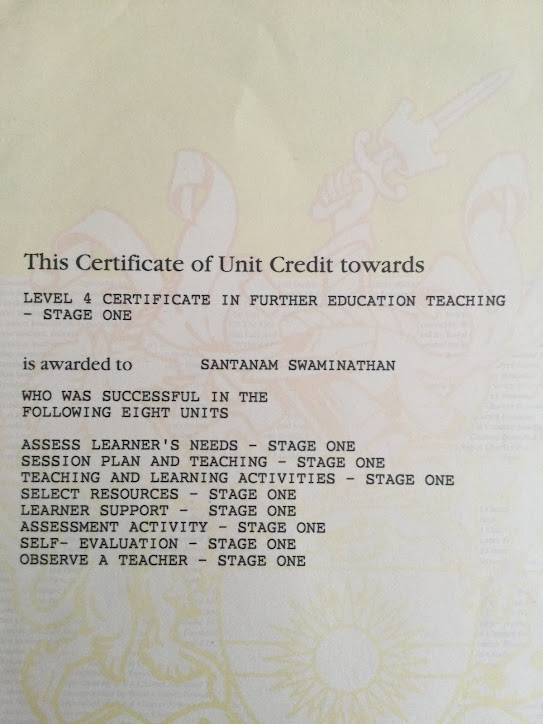 This Certificate of Unit Credit towards
LEVEL 4 CERTIFICATE IN FURTHER EDUCATION TEACHING
- STAGE ONE
is awarded to SANTANAM SWAMINATHAN
WHO WAS SUCCESSFUL IN THE
FOLLOWING EIGHT UNITS
ASSESS LEARNER'S NEEDS - STAGE ONE
SESSION PLAN AND TEACHING - STAGE ONE
TEACHING AND LEARNING ACTIVITIES - STAGE ONE
SELECT RESOURCES - STAGE ONE
LEARNER SUPPORT - STAGE ONE
ASSESSMENT ACTIVITY - STAGE ONE
SELF- EVALUATION - STAGE ONE
OBSERVE A TEACHER - STAGE ONE